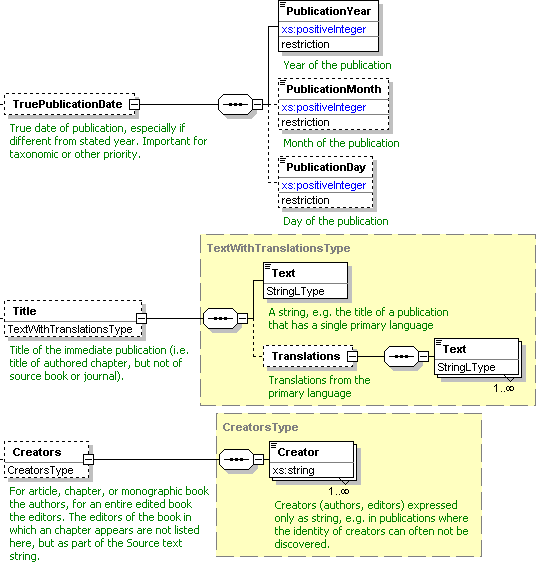 PublicationYear
xs:positiveInteger
restriction
Year of the publication
PublicationMonth
xs:positiveInteger
restriction
Month of the publication
TruePublicationDate
True date of publication, especially if
different from stated year. Important for
taxonomic or other priority.
PublicationDay
xs:positiveInteger
restriction
Day of the publication
TextWithTranslationsType
Text
StringLType
A string, e.g. the title of a publication
that has a single primary language
Title
TextWithTranslationsType
Title of the immediate publication (i.e.
title of authored chapter, but not of
source book or journal).
Translations
Translations from the
primary language
Text
StringLType
1..∞
CreatorsType
Creators
CreatorsType
For article, chapter, or monographic book
the authors, for an entire edited book
the editors. The editors of the book in
which an chapter appears are not listed
here, but as part of the Source text
string.
Creator
xs:string
1..∞
Creators (authors, editors) expressed
only as string, e.g. in publications where
the identity of creators can often not be
discovered.